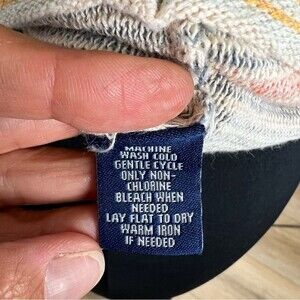 MACHINE
WASH COLD
GENTLE CYCLE
ONLY NON-
CHLORINE
BLEACH WHEN
NEEDED
LAY FLAT TO DRY
WARM IRON
IF NEEDED